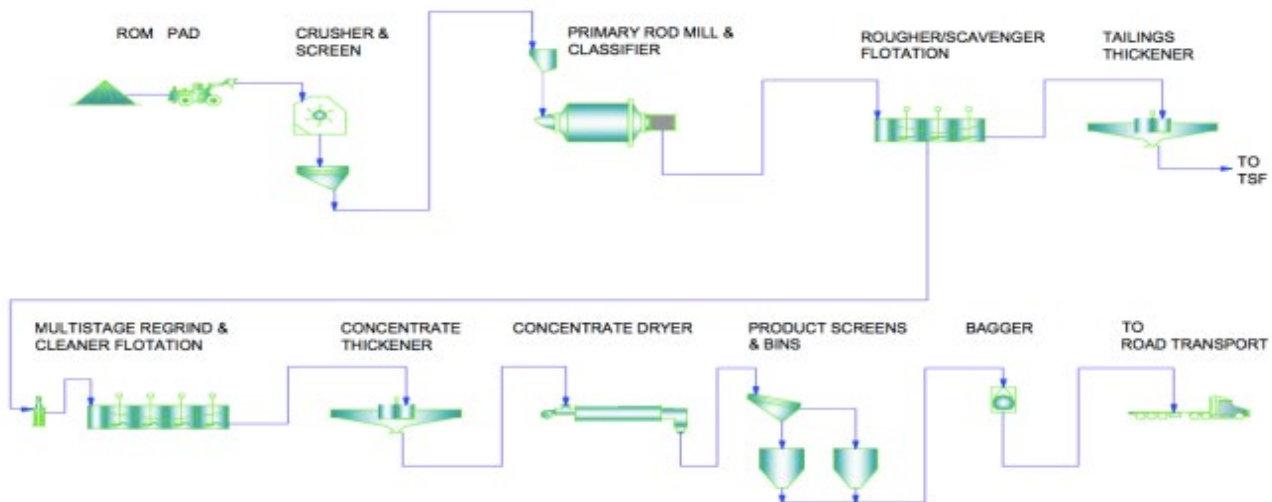 ROM PAD
CRUSHER &
SCREEN
PRIMARY ROD MILL &
CLASSIFIER
ROUGHER/SCAVENGER
FLOTATION
TAILINGS
THICKENER
TO
TSF
MULTISTAGE REGRIND &
CLEANER FLOTATION
CONCENTRATE
THICKENER
CONCENTRATE DRYER
PRODUCT SCREENS
& BINS
BAGGER
TO
ROAD TRANSPORT